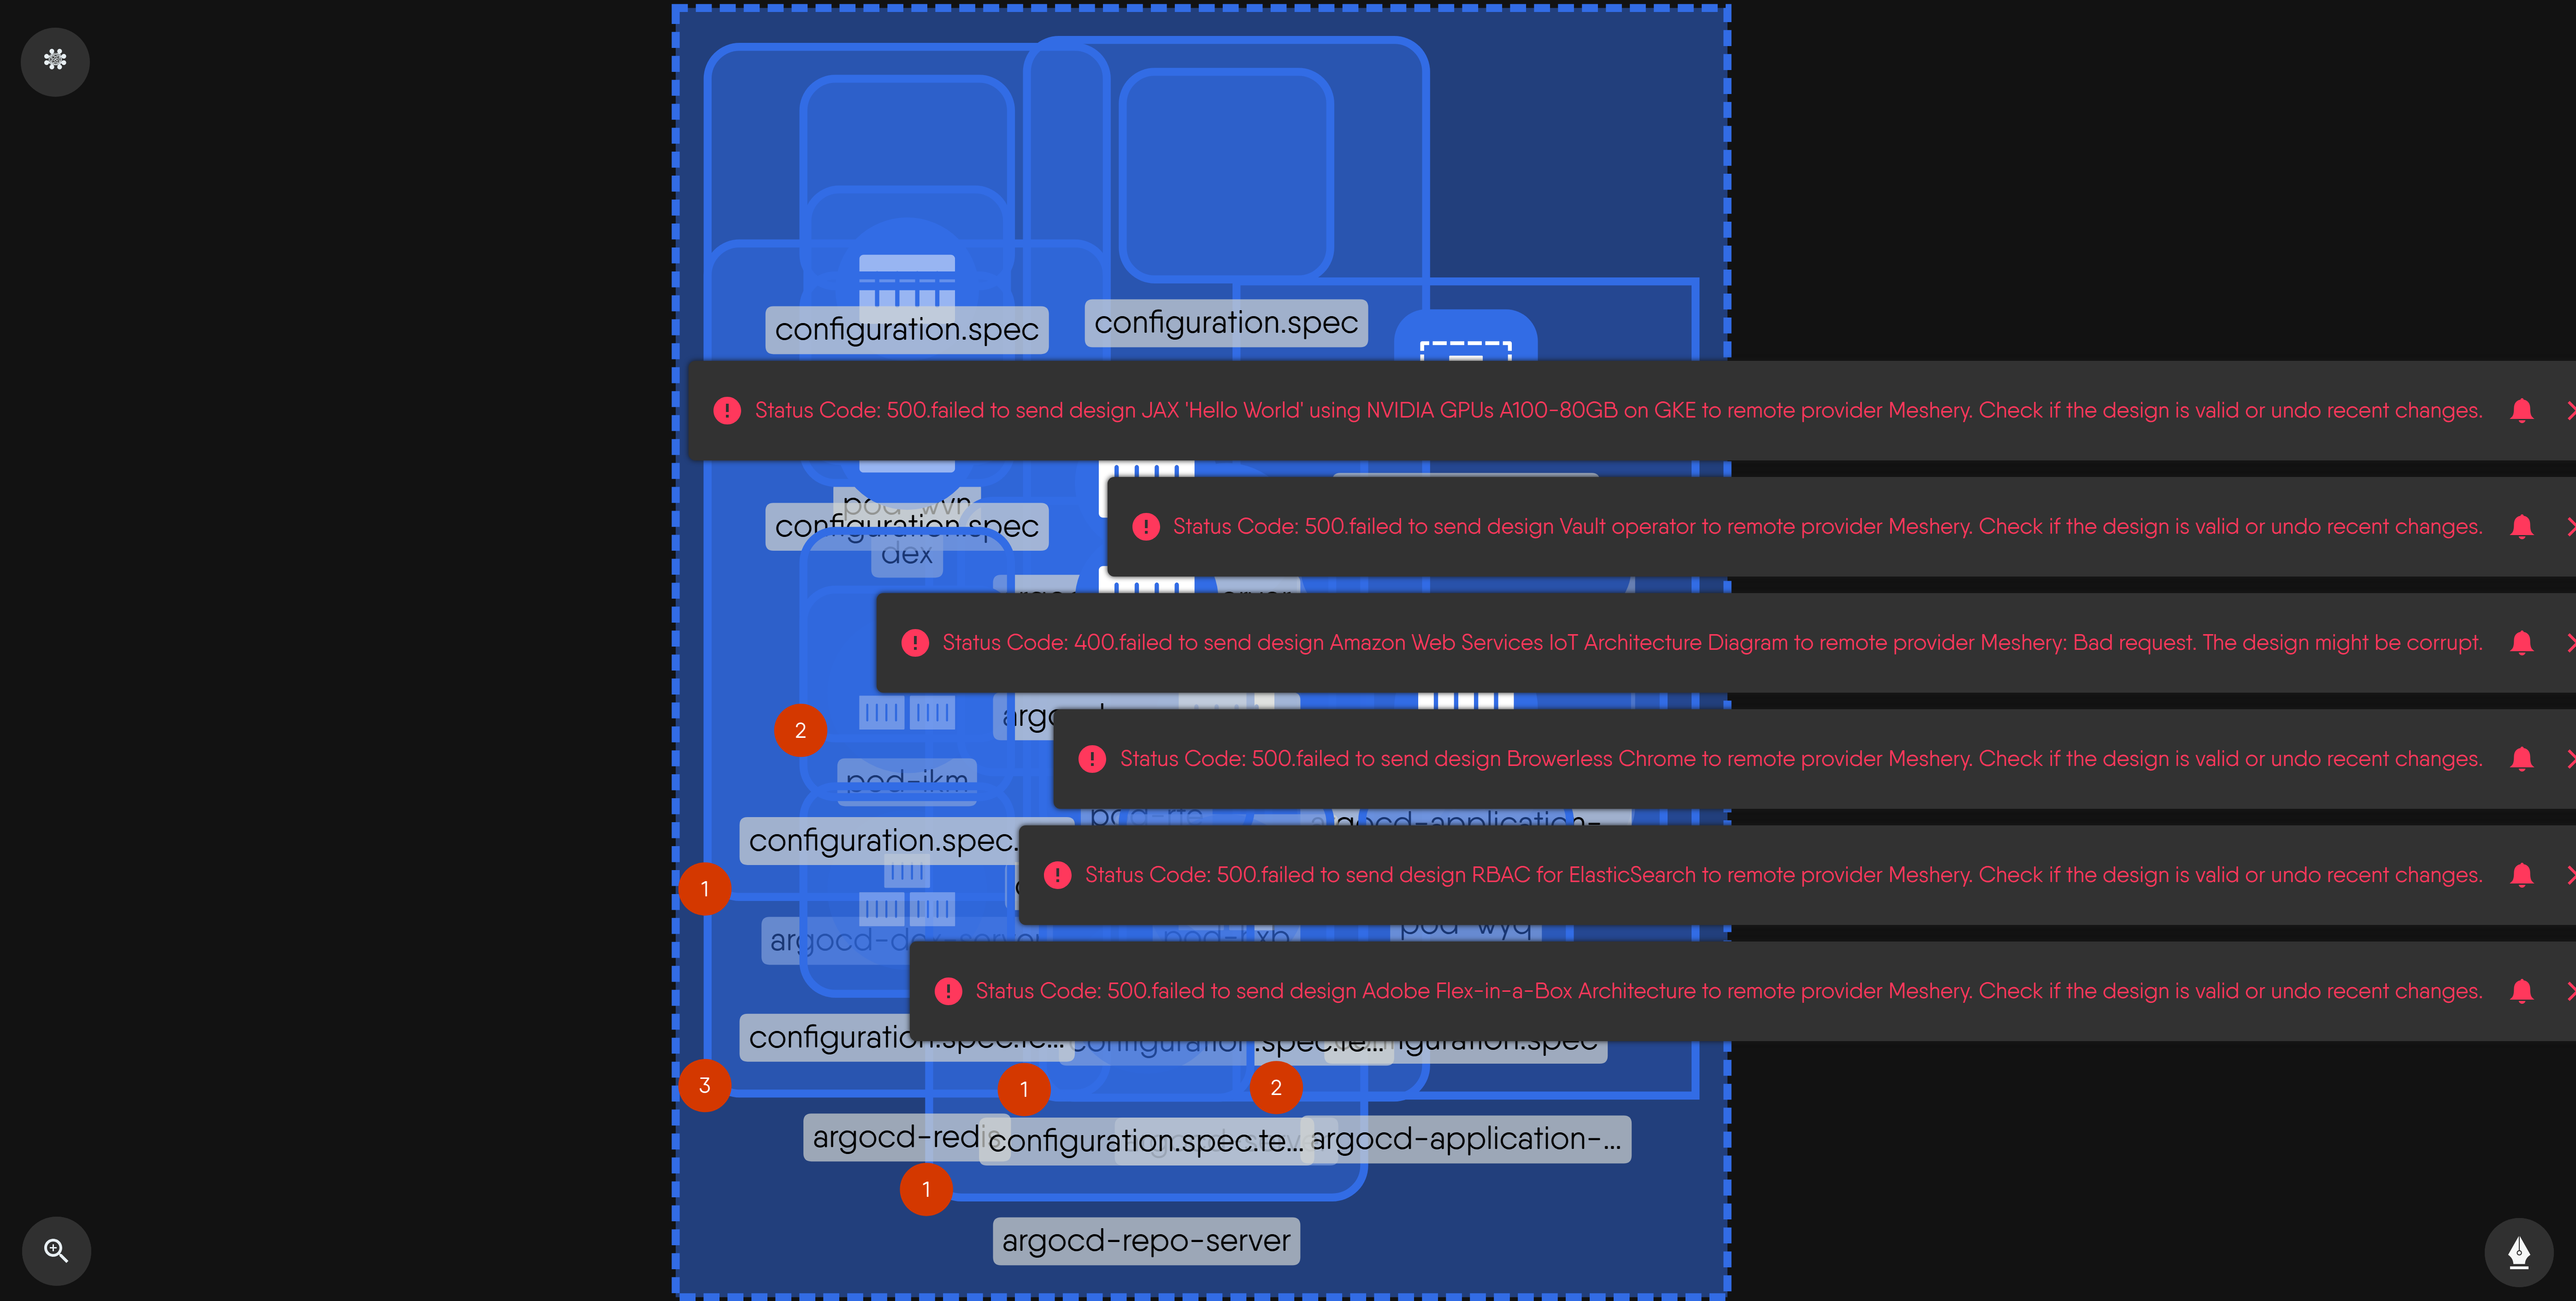 configuration.spec
configuration.spec
Status Code: 500.failed to send design JAX 'Hello World' using NVIDIA GPUs A100-80GB on GKE to remote provider Meshery. Check if the design is valid or undo recent changes.
pod-wvn
configuration.spec
dex
Status Code: 500.failed to send design Vault operator to remote provider Meshery. Check if the design is valid or undo recent changes.
Status Code: 400.failed to send design Amazon Web Services IoT Architecture Diagram to remote provider Meshery: Bad request. The design might be corrupt.
2
Status Code: 500.failed to send design Browerless Chrome to remote provider Meshery. Check if the design is valid or undo recent changes.
pod-ikm
argocd-application-
configuration.spec.
Status Code: 500.failed to send design RBAC for ElasticSearch to remote provider Meshery. Check if the design is valid or undo recent changes.
1
argocd-dex-server
pod-wyq
Status Code: 500.failed to send design Adobe Flex-in-a-Box Architecture to remote provider Meshery. Check if the design is valid or undo recent changes.
configuration.spec.te...
configuration.spec.te...
configuration.spec
3
1
2
argocd-redis
configuration.spec.te...
argocd-application-...
1
argocd-repo-server